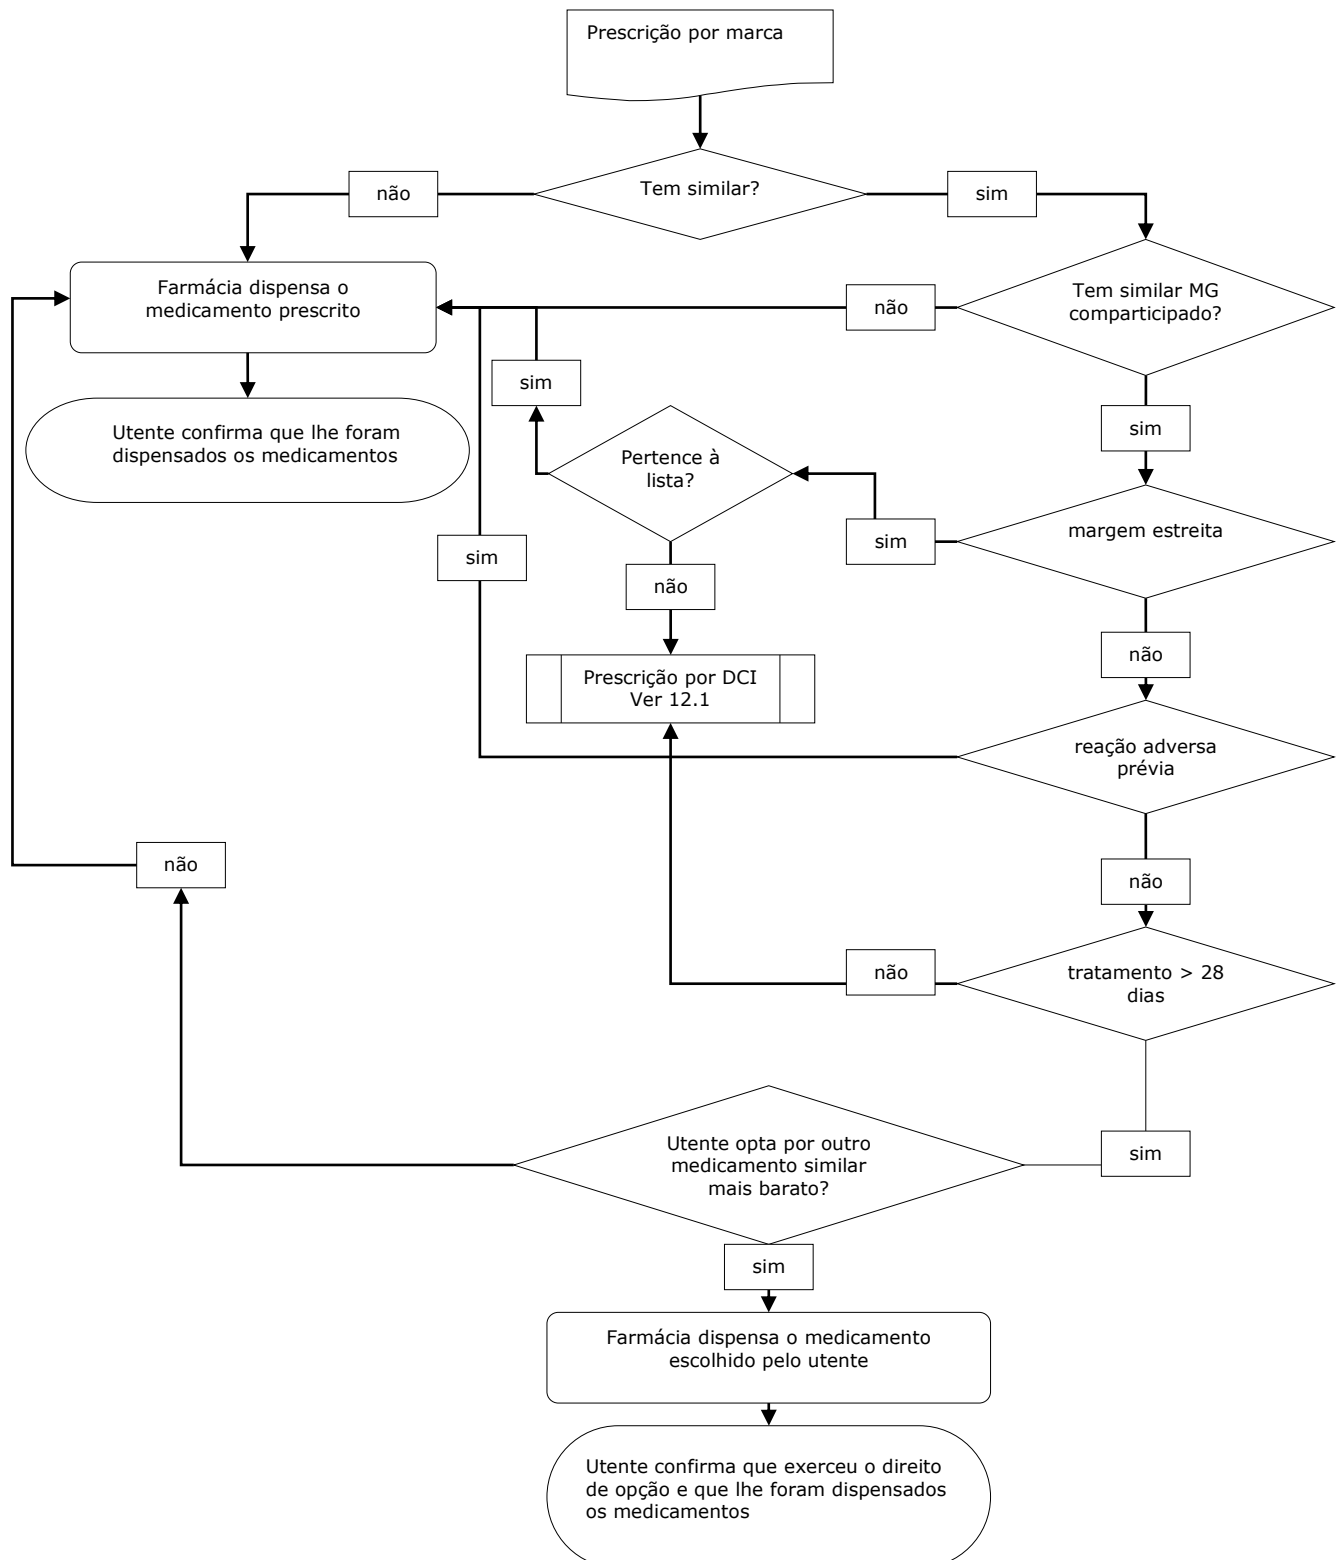 Prescrição por marca
não
Tem similar?
sim
Farmácia dispensa o
medicamento prescrito
não
Tem similar MG
comparticipado?
sim
Utente confirma que lhe foram
dispensados os medicamentos
sim
Pertence à
lista?
sim
margem estreita
sim
não
não
Prescrição por DCI
Ver 12.1
reação adversa
prévia
não
não
não
tratamento > 28
dias
Utente opta por outro
medicamento similar
mais barato?
sim
sim
Farmácia dispensa o medicamento
escolhido pelo utente
Utente confirma que exerceu o direito
de opção e que lhe foram dispensados
os medicamentos